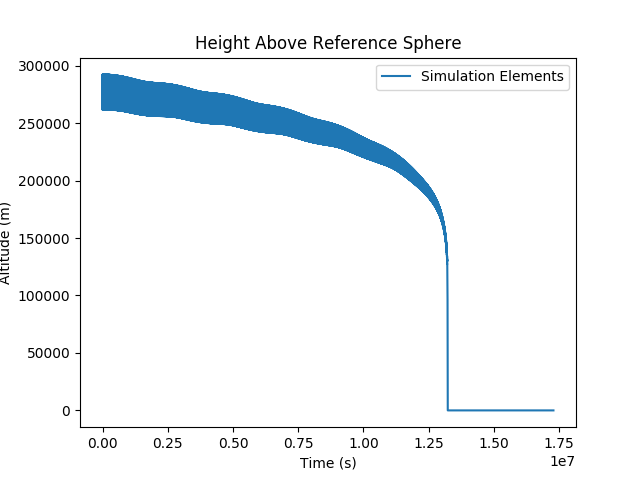 Height Above Reference Sphere
Simulation Elements
Altitude (m)
300000
250000
200000
150000
100000
50000
0
0.00 0.25 0.50 0.75 1.00 1.25 1.50 1.75
1e7
Time (s)